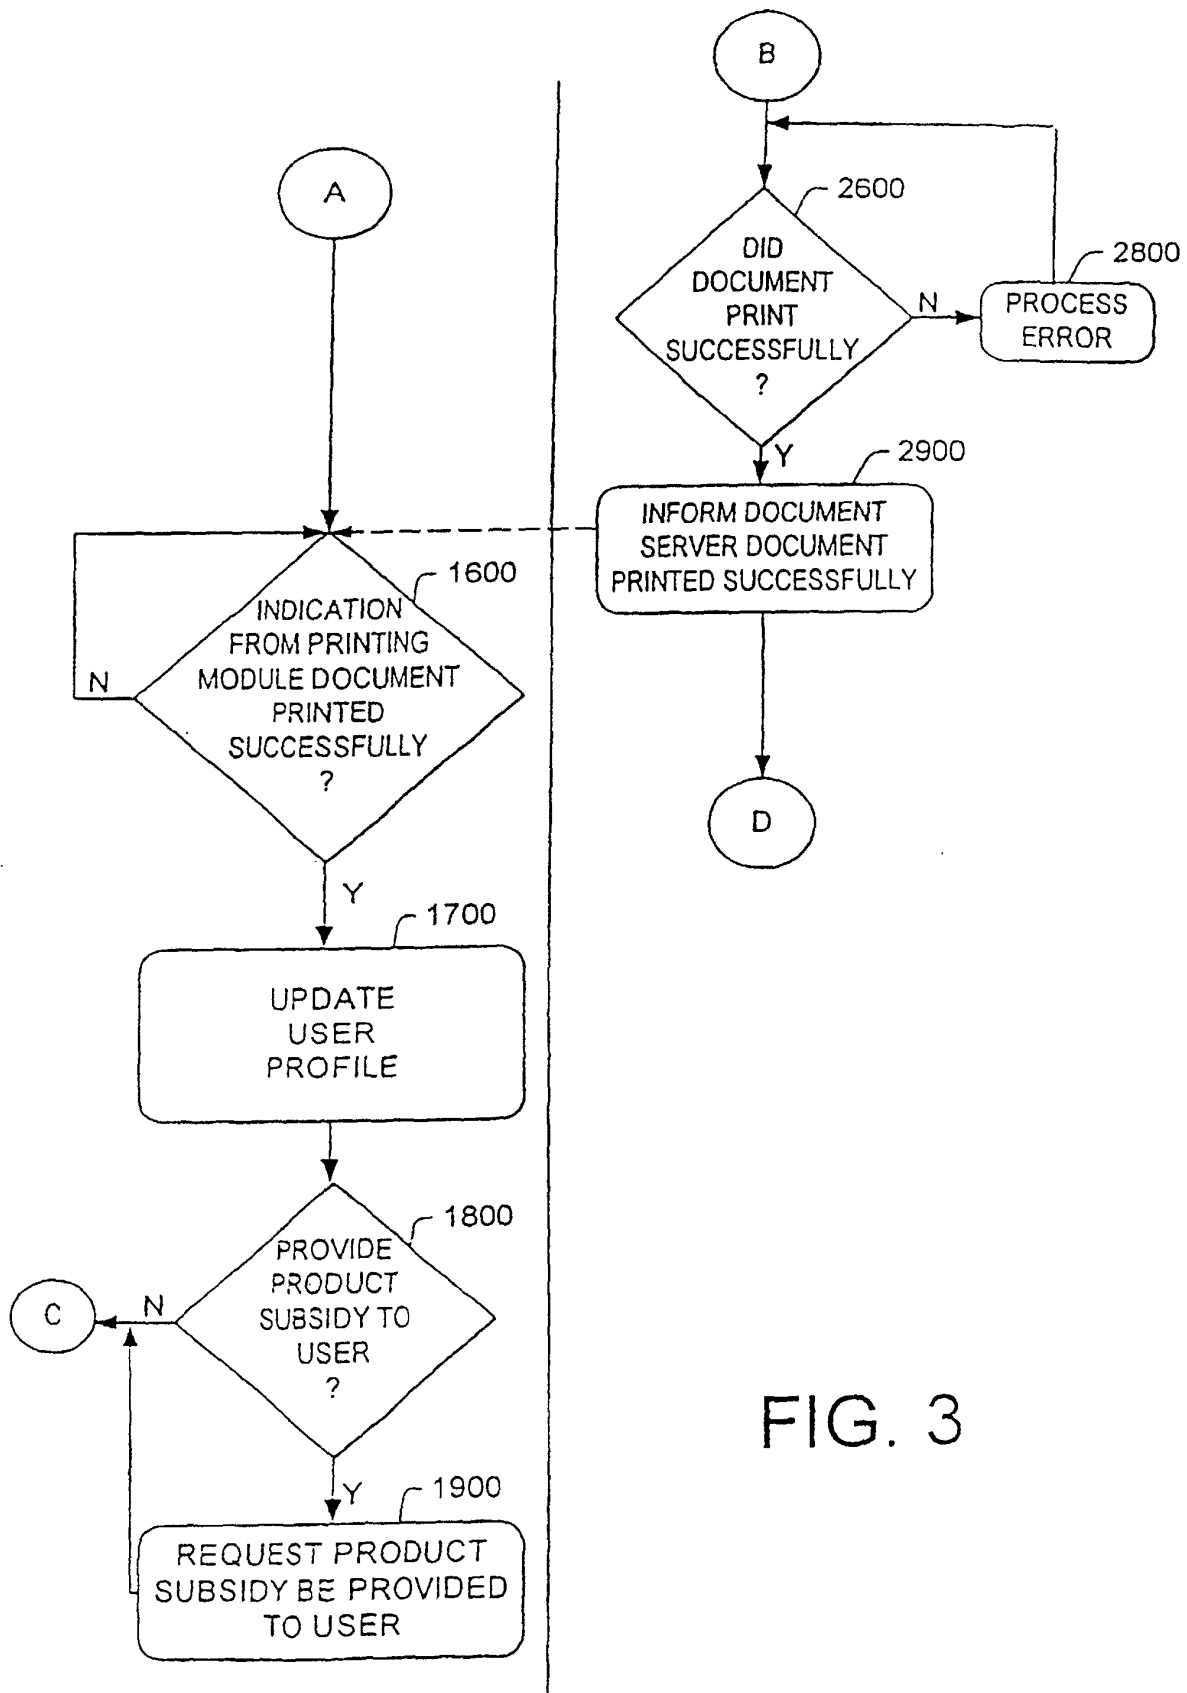 B
A
2600
DID
DOCUMENT
PRINT
SUCCESSFULLY
?
N
2800
PROCESS
ERROR
Y
2900
INFORM DOCUMENT
SERVER DOCUMENT
PRINTED SUCCESSFULLY
D
1600
INDICATION
FROM PRINTING
MODULE DOCUMENT
PRINTED
SUCCESSFULLY
?
N
Y
1700
UPDATE
USER
PROFILE
1800
PROVIDE
PRODUCT
SUBSIDY TO
USER
?
N
C
Y
1900
REQUEST PRODUCT
SUBSIDY BE PROVIDED
TO USER
FIG. 3